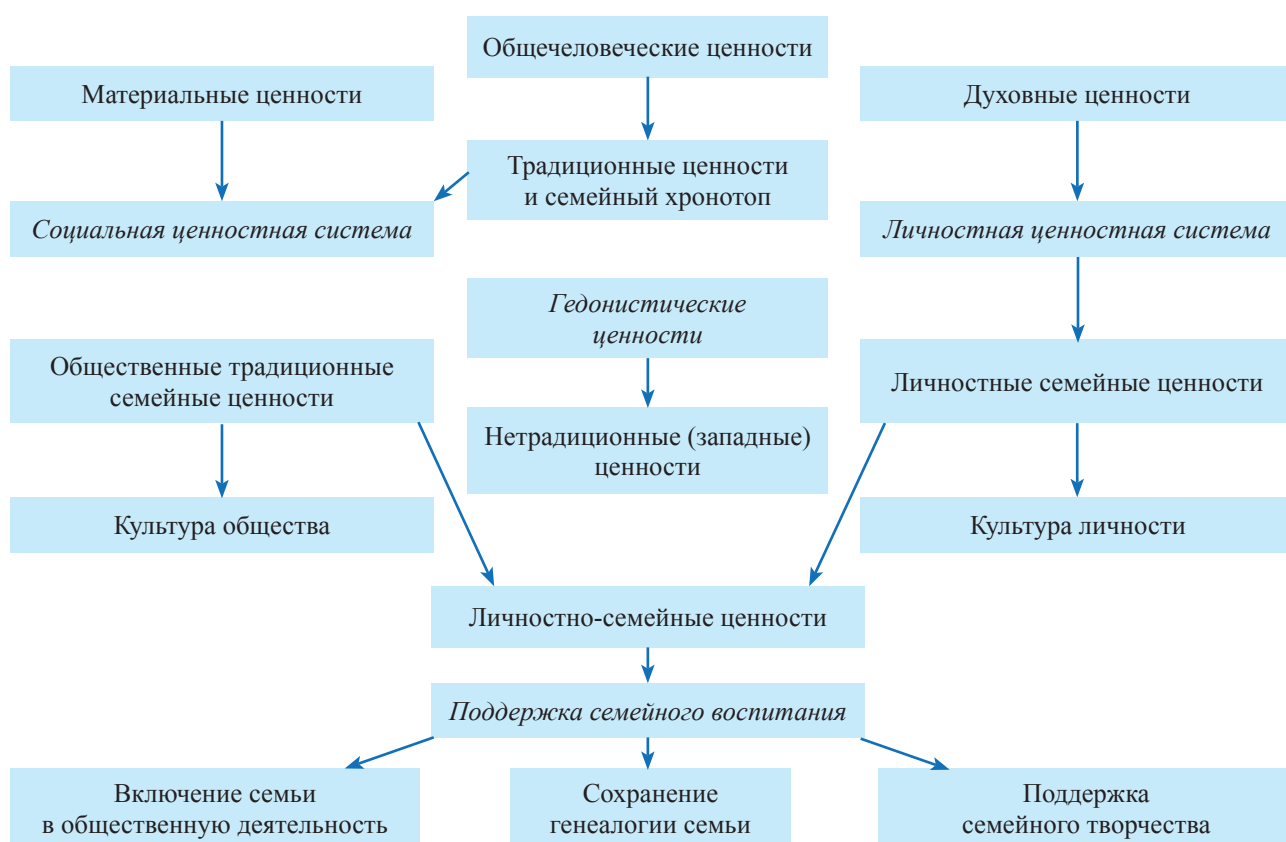 Общечеловеческие ценности
Материальные ценности
Духовные ценности
Традиционные ценности
и семейный хронотоп
Социальная ценностная система
Личностная ценностная система
Гедонистические
ценности
Общественные традиционные
семейные ценности
Личностные семейные ценности
Нетрадиционные (западные)
ценности
Культура общества
Культура личности
Личностно-семейные ценности
Поддержка семейного воспитания
Включение семьи
в общественную деятельность
Сохранение
генеалогии семьи
Поддержка
семейного творчества